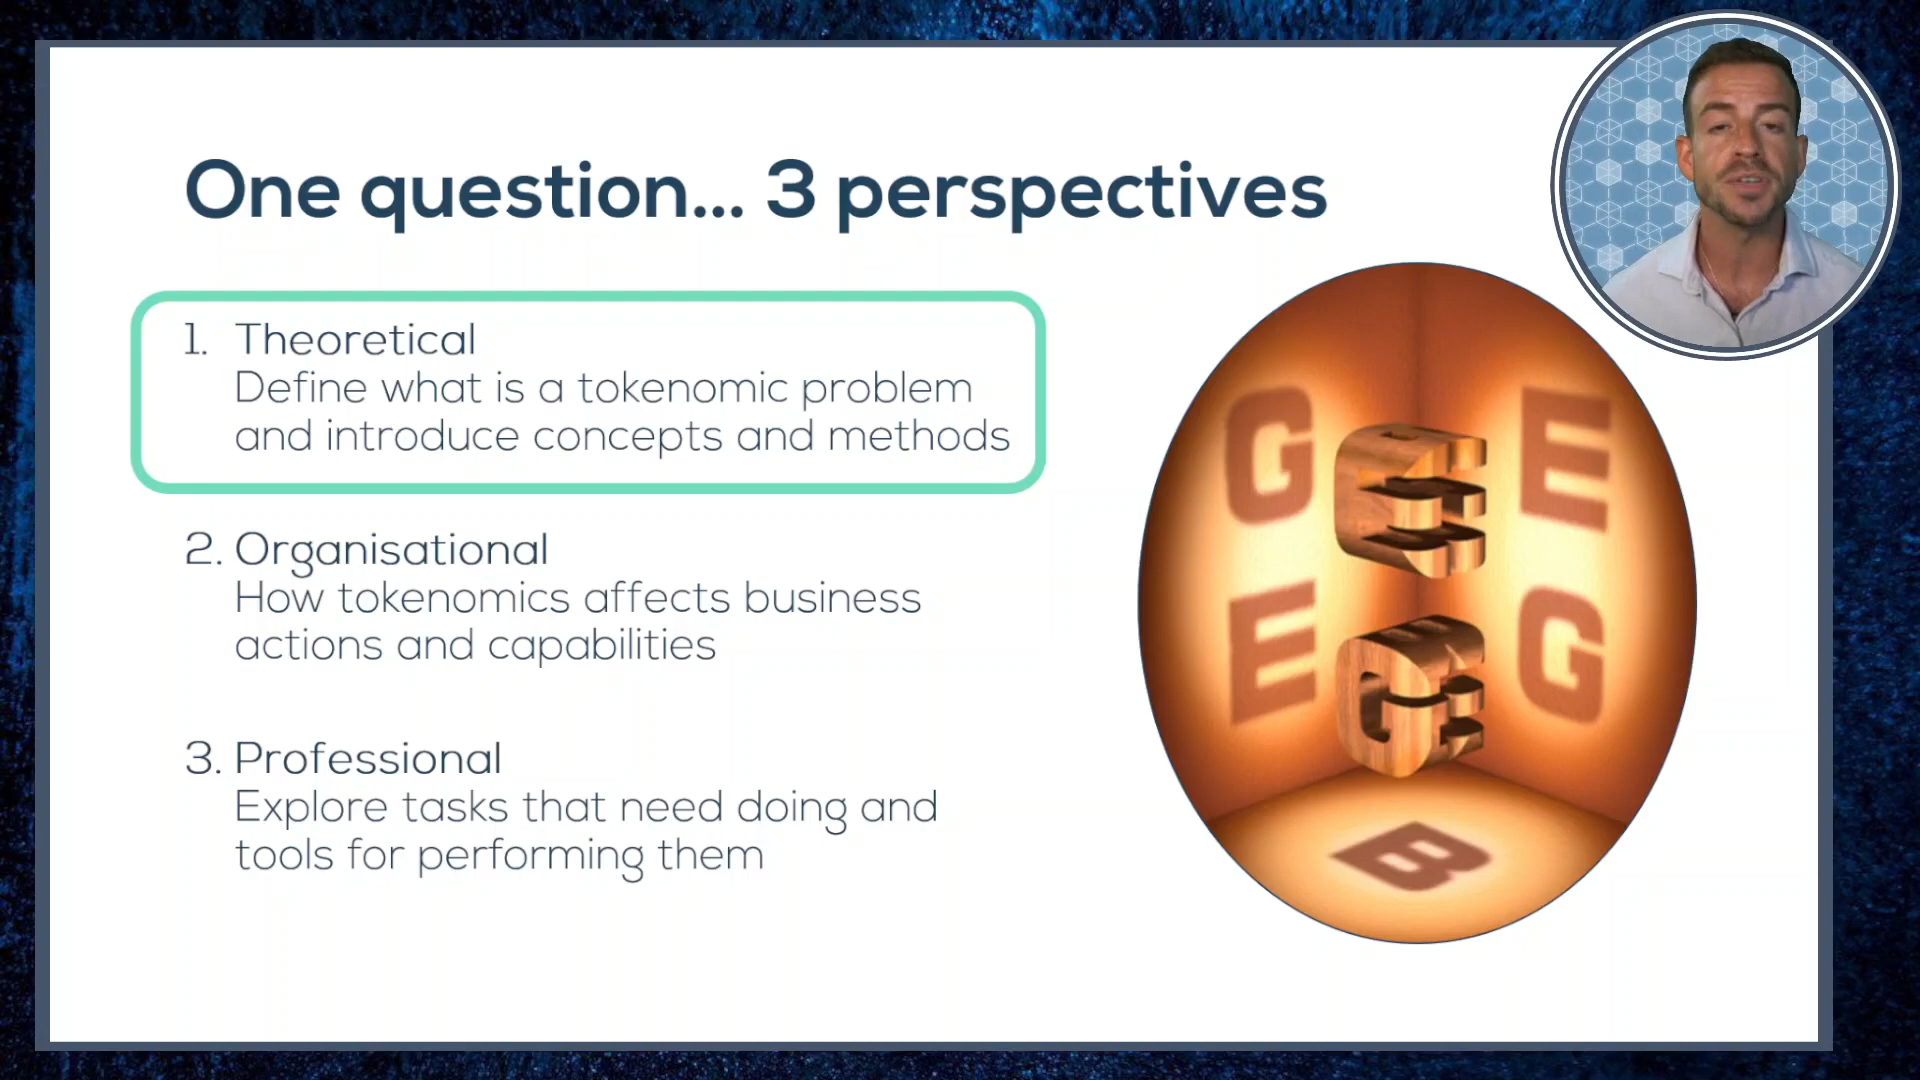 One question... 3 perspectives
1. Theoretical
Define what is a tokenomic problem
and introduce concepts and methods
2. Organisational
How tokenomics affects business
actions and capabilities
3. Professional
Explore tasks that need doing and
tools for performing them
G E
E G
B